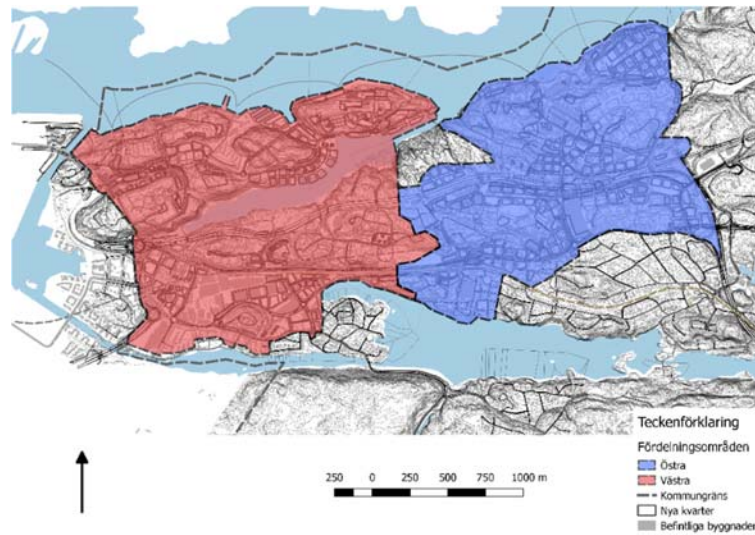 Teckenförklaring
Fördelningsområden
Östra
Västra
Kommungräns
Nya kvarter
Befintliga byggnader
250 0 250 500 750 1000 m